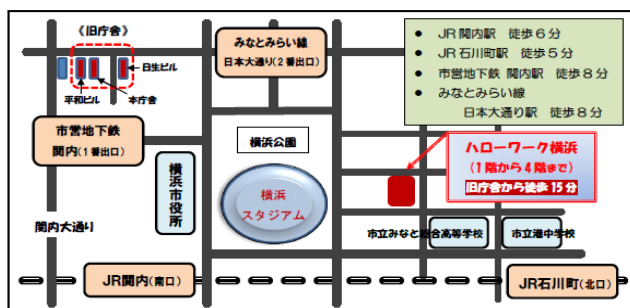 《旧庁舎》
日生ビル
平和ビル
本庁舎
みなとみらい線
日本大通り(2番出口)
● JR関内駅 徒歩6分
● JR石川町駅 徒歩5分
● 市営地下鉄 関内駅 徒歩8分
● みなとみらい線
日本大通り駅 徒歩8分
市営地下鉄
関内(1番出口)
横浜市役所
横浜公園
横浜
スタジアム
ハローワーク横浜
(1階から4階まで)
旧庁舎から徒歩15分
関内大通り
市立みなと総合高等学校
市立港中学校
JR関内(南口)
JR石川町(北口)